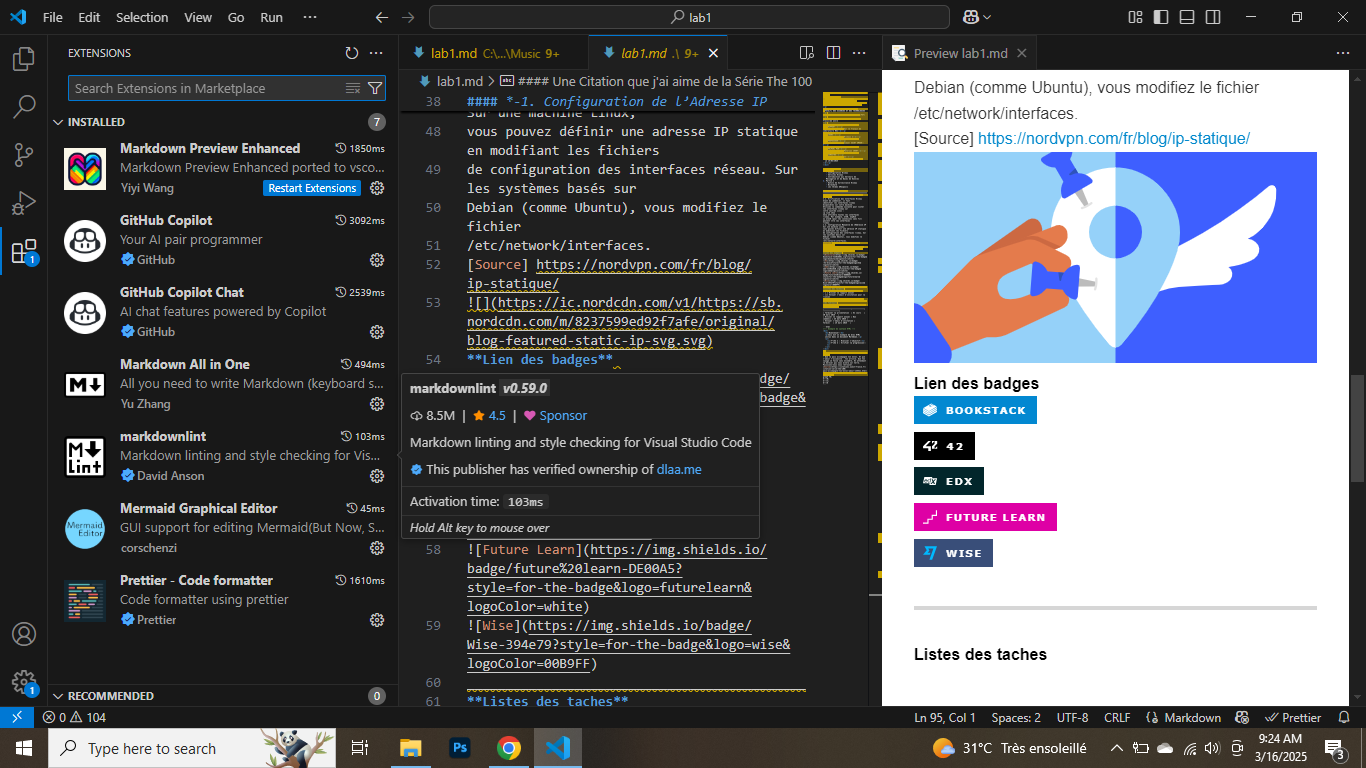 File Edit Selection View Go Run ···
lab1
EXTENSIONS
Search Extensions in Marketplace
INSTALLED 7
Markdown Preview Enhanced 1850ms
Markdown Preview Enhanced ported to vsco...
Yiyi Wang Restart Extensions
GitHub Copilot 3092ms
Your AI pair programmer
GitHub
GitHub Copilot Chat 2539ms
AI chat features powered by Copilot
GitHub
Markdown All in One 494ms
All you need to write Markdown (keyboard s...
Yu Zhang
markdownlint 103ms
Markdown linting and style checking for Vis...
David Anson
Mermaid Graphical Editor 45ms
GUI support for editing Mermaid(But Now, S...
corschenzi
Prettier - Code formatter 1610ms
Code formatter using prettier
Prettier
RECOMMENDED 0
1
1
M↓
M↓ Lint
Mermaid Editor
lab1.md C:\...\Music 9+
lab1.md .\ 9+
lab1.md > #### Une Citation que j'ai aime de la Série The 100
38 #### *-1. Configuration de l’Adresse IP
Sur une machine Linux,
48 vous pouvez définir une adresse IP statique
en modifiant les fichiers
49 de configuration des interfaces réseau. Sur
les systèmes basés sur
50 Debian (comme Ubuntu), vous modifiez le
fichier
51 /etc/network/interfaces.
52 [Source] https://nordvpn.com/fr/blog/
ip-statique/
53 ![](https://ic.nordcdn.com/v1/https://sb.
nordcdn.com/m/8237599ed92f7afe/original/
blog-featured-static-ip-svg.svg)
54 **Lien des badges**
adge/
badge&
markdownlint v0.59.0
8.5M | 4.5 | Sponsor
Markdown linting and style checking for Visual Studio Code
This publisher has verified ownership of dlaa.me
Activation time: 103ms
Hold Alt key to mouse over
58 ![Future Learn](https://img.shields.io/
badge/future%20learn-DE00A5?
style=for-the-badge&logo=futurelearn&
logoColor=white)
59 ![Wise](https://img.shields.io/badge/
Wise-394e79?style=for-the-badge&logo=wise&
logoColor=00B9FF)
60
61 **Listes des taches**
Preview lab1.md
Debian (comme Ubuntu), vous modifiez le fichier
/etc/network/interfaces.
[Source] https://nordvpn.com/fr/blog/ip-statique/
Lien des badges
BOOKSTACK
42
EDX
FUTURE LEARN
WISE
Listes des taches
0 104
Ln 95, Col 1 Spaces: 2 UTF-8 CRLF Markdown Prettier
Type here to search
Ps
31°C Très ensoleillé
9:24 AM
3/16/2025
3